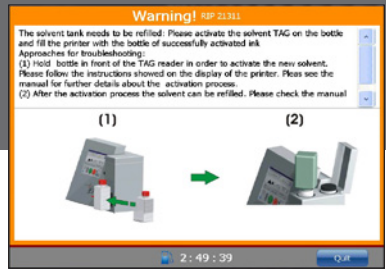 Warning! RIP 21311
The solvent tank needs to be refilled: Please activate the solvent TAG on the bottle
and fill the printer with the bottle of successfully activated ink
Approaches for troubleshooting:
(1) Hold bottle in front of the TAG reader in order to activate the new solvent.
Please follow the instructions showed on the display of the printer. Pleas see the
manual for further details about the activation process.
(2) After the activation process the solvent can be refilled. Please check the manual
(1)
(2)
2 : 49 : 39
Quit